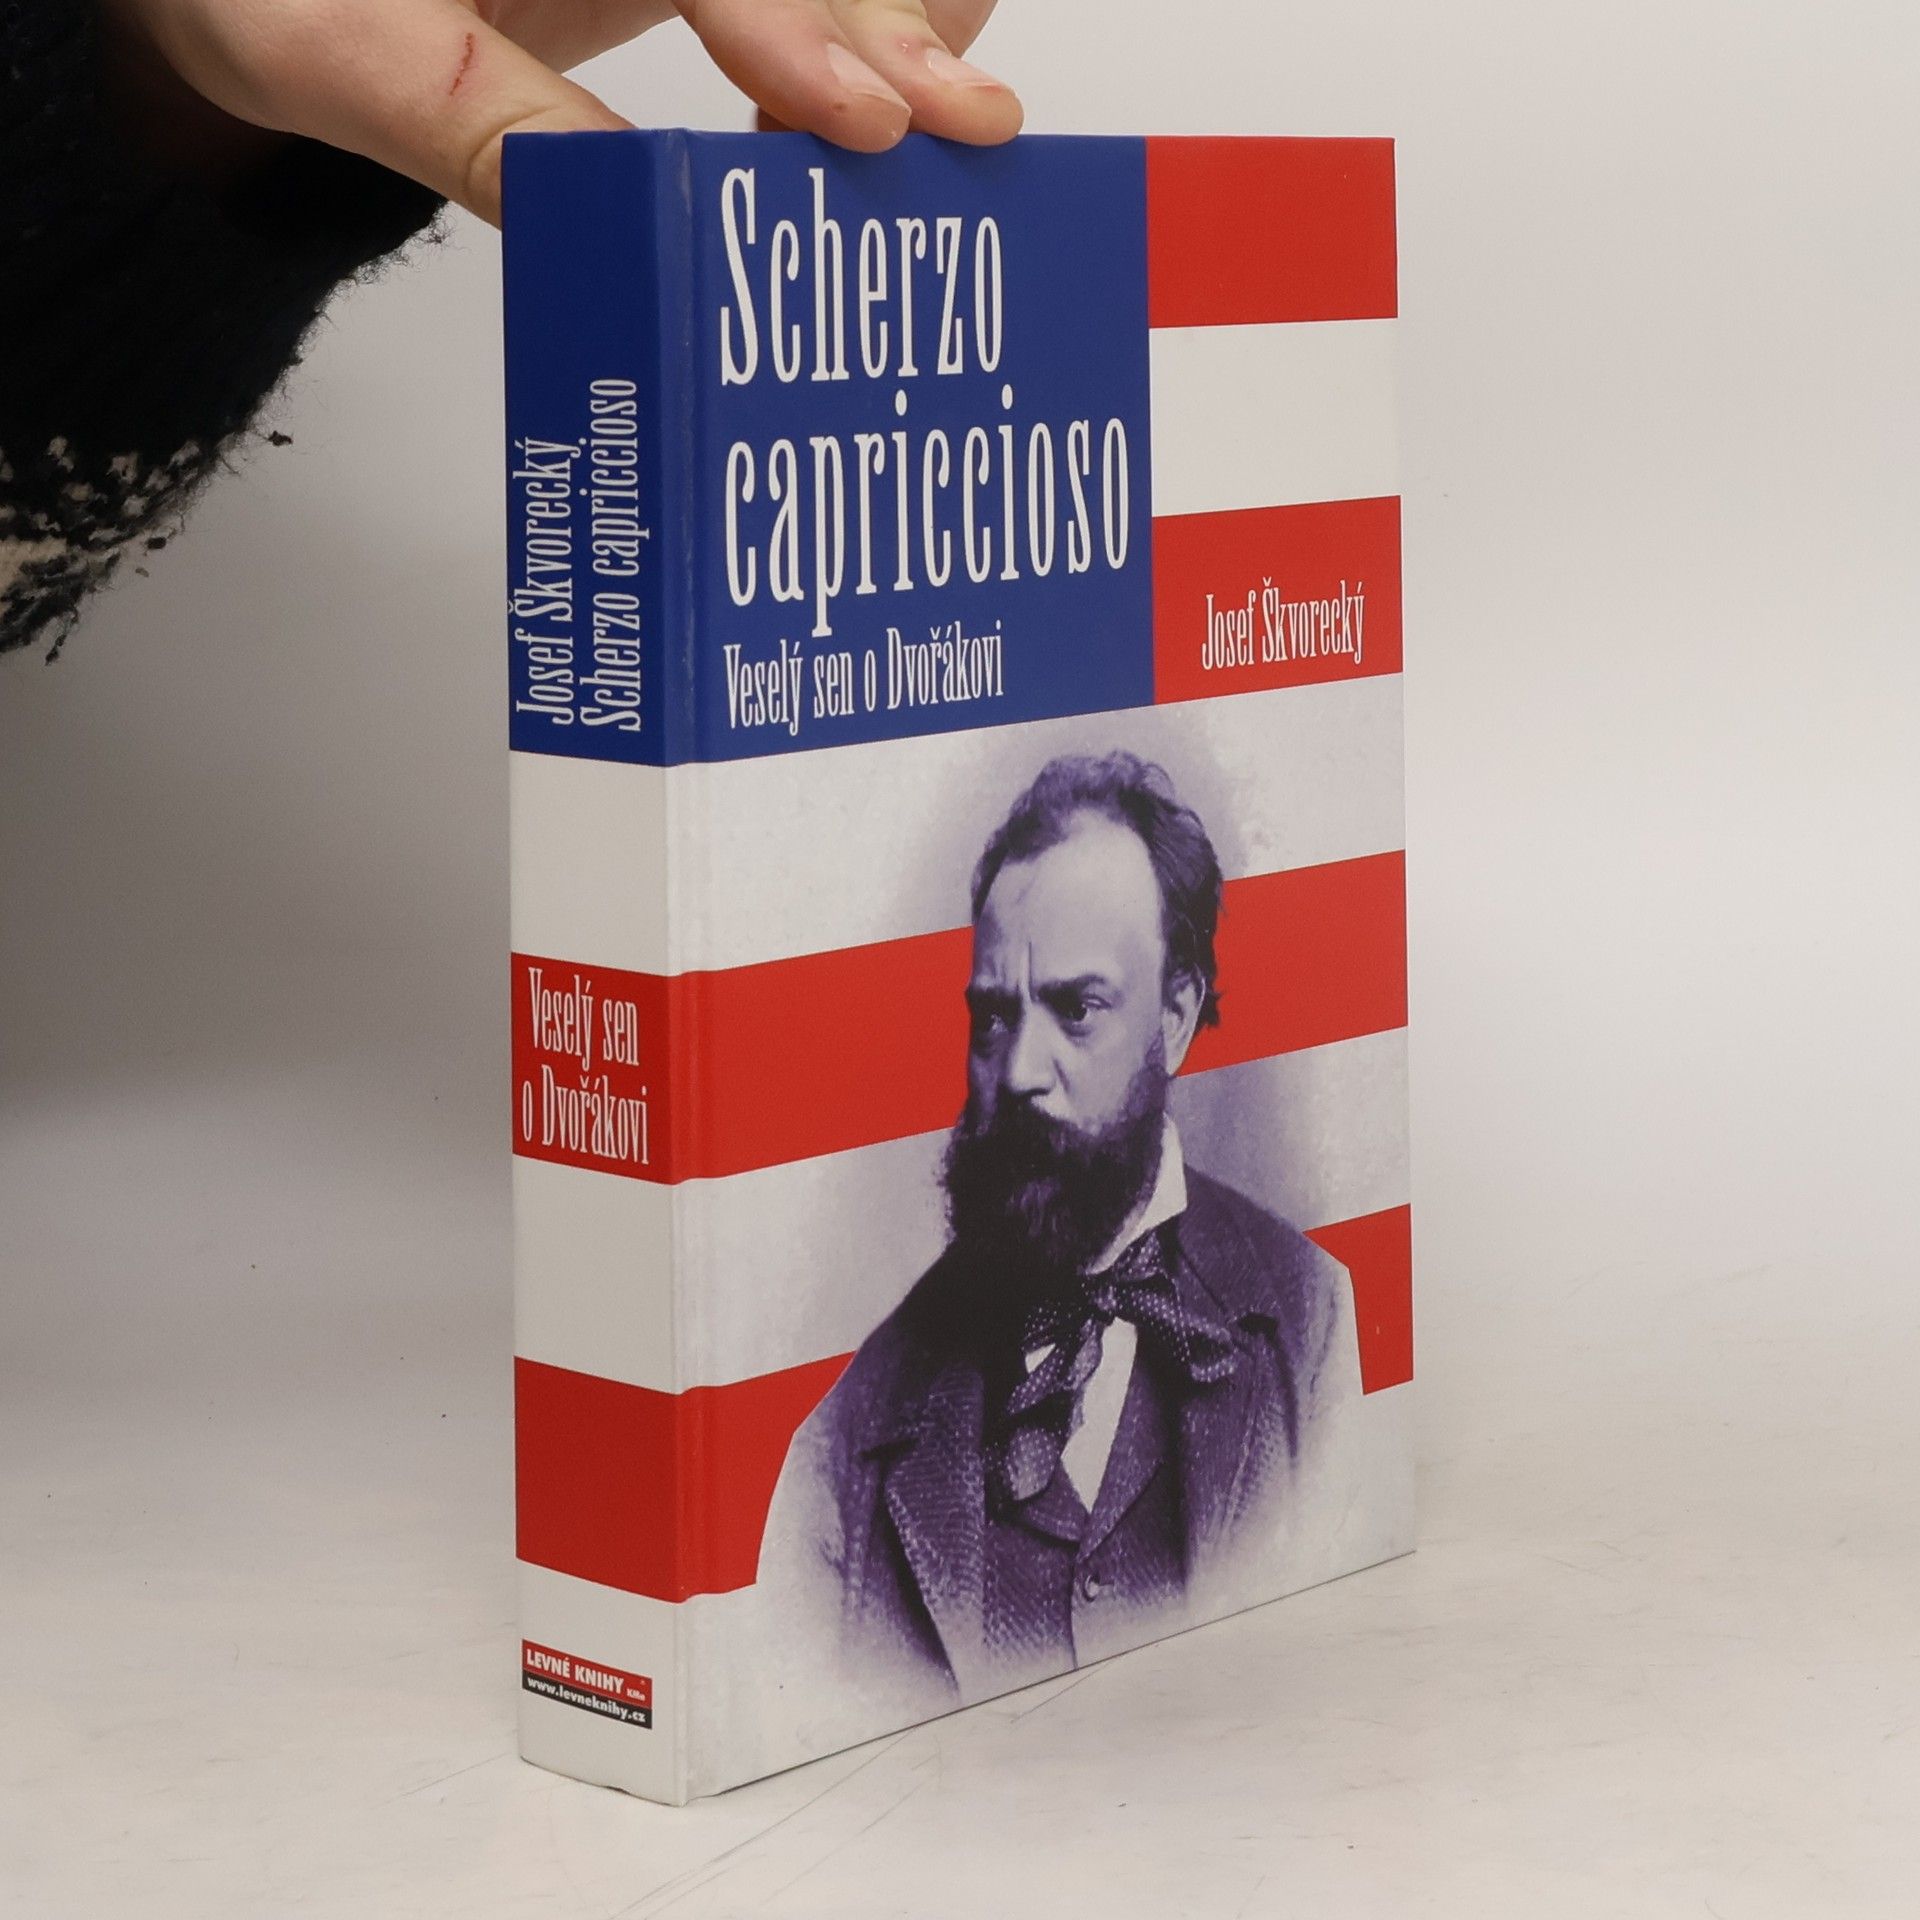 Scherzo
capriccioso
Veselý sen o Dvořákovi
Josef Škvorecký
Josef Škvorecký
Scherzo capriccioso
Veselý sen
o Dvořákovi
LEVNÉ KNIHY KMa
www.levneknihy.cz